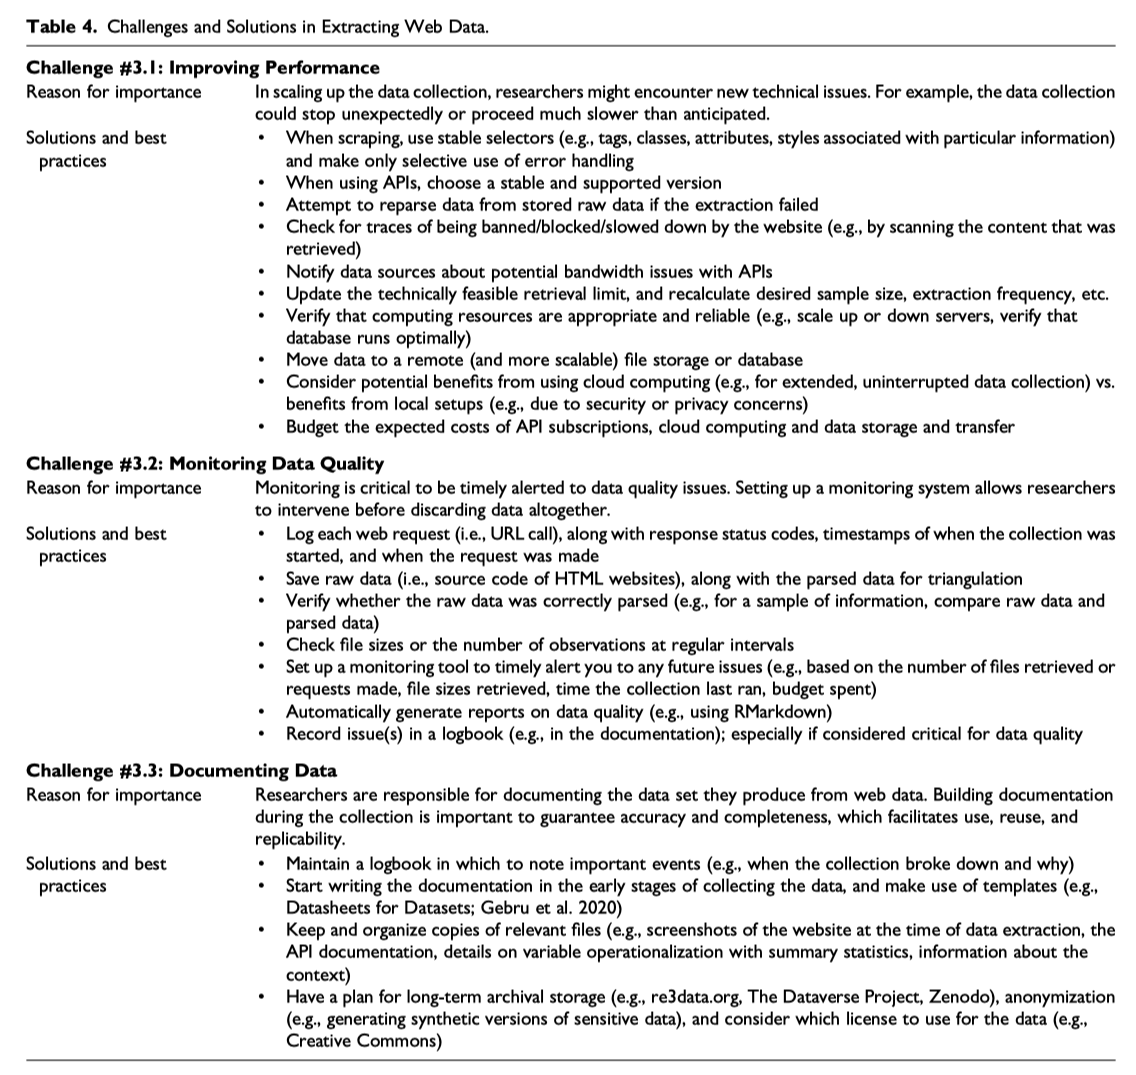 Table 4. Challenges and Solutions in Extracting Web Data.
Challenge #3.1: Improving Performance
Reason for importance In scaling up the data collection, researchers might encounter new technical issues. For example, the data collection
could stop unexpectedly or proceed much slower than anticipated.
Solutions and best • When scraping, use stable selectors (e.g., tags, classes, attributes, styles associated with particular information)
practices and make only selective use of error handling
• When using APIs, choose a stable and supported version
• Attempt to reparse data from stored raw data if the extraction failed
• Check for traces of being banned/blocked/slowed down by the website (e.g., by scanning the content that was
retrieved)
• Notify data sources about potential bandwidth issues with APIs
• Update the technically feasible retrieval limit, and recalculate desired sample size, extraction frequency, etc.
• Verify that computing resources are appropriate and reliable (e.g., scale up or down servers, verify that
database runs optimally)
• Move data to a remote (and more scalable) file storage or database
• Consider potential benefits from using cloud computing (e.g., for extended, uninterrupted data collection) vs.
benefits from local setups (e.g., due to security or privacy concerns)
• Budget the expected costs of API subscriptions, cloud computing and data storage and transfer
Challenge #3.2: Monitoring Data Quality
Reason for importance Monitoring is critical to be timely alerted to data quality issues. Setting up a monitoring system allows researchers
to intervene before discarding data altogether.
Solutions and best • Log each web request (i.e., URL call), along with response status codes, timestamps of when the collection was
practices started, and when the request was made
• Save raw data (i.e., source code of HTML websites), along with the parsed data for triangulation
• Verify whether the raw data was correctly parsed (e.g., for a sample of information, compare raw data and
parsed data)
• Check file sizes or the number of observations at regular intervals
• Set up a monitoring tool to timely alert you to any future issues (e.g., based on the number of files retrieved or
requests made, file sizes retrieved, time the collection last ran, budget spent)
• Automatically generate reports on data quality (e.g., using RMarkdown)
• Record issue(s) in a logbook (e.g., in the documentation); especially if considered critical for data quality
Challenge #3.3: Documenting Data
Reason for importance Researchers are responsible for documenting the data set they produce from web data. Building documentation
during the collection is important to guarantee accuracy and completeness, which facilitates use, reuse, and
replicability.
Solutions and best • Maintain a logbook in which to note important events (e.g., when the collection broke down and why)
practices • Start writing the documentation in the early stages of collecting the data, and make use of templates (e.g.,
Datasheets for Datasets; Gebru et al. 2020)
• Keep and organize copies of relevant files (e.g., screenshots of the website at the time of data extraction, the
API documentation, details on variable operationalization with summary statistics, information about the
context)
• Have a plan for long-term archival storage (e.g., re3data.org, The Dataverse Project, Zenodo), anonymization
(e.g., generating synthetic versions of sensitive data), and consider which license to use for the data (e.g.,
Creative Commons)